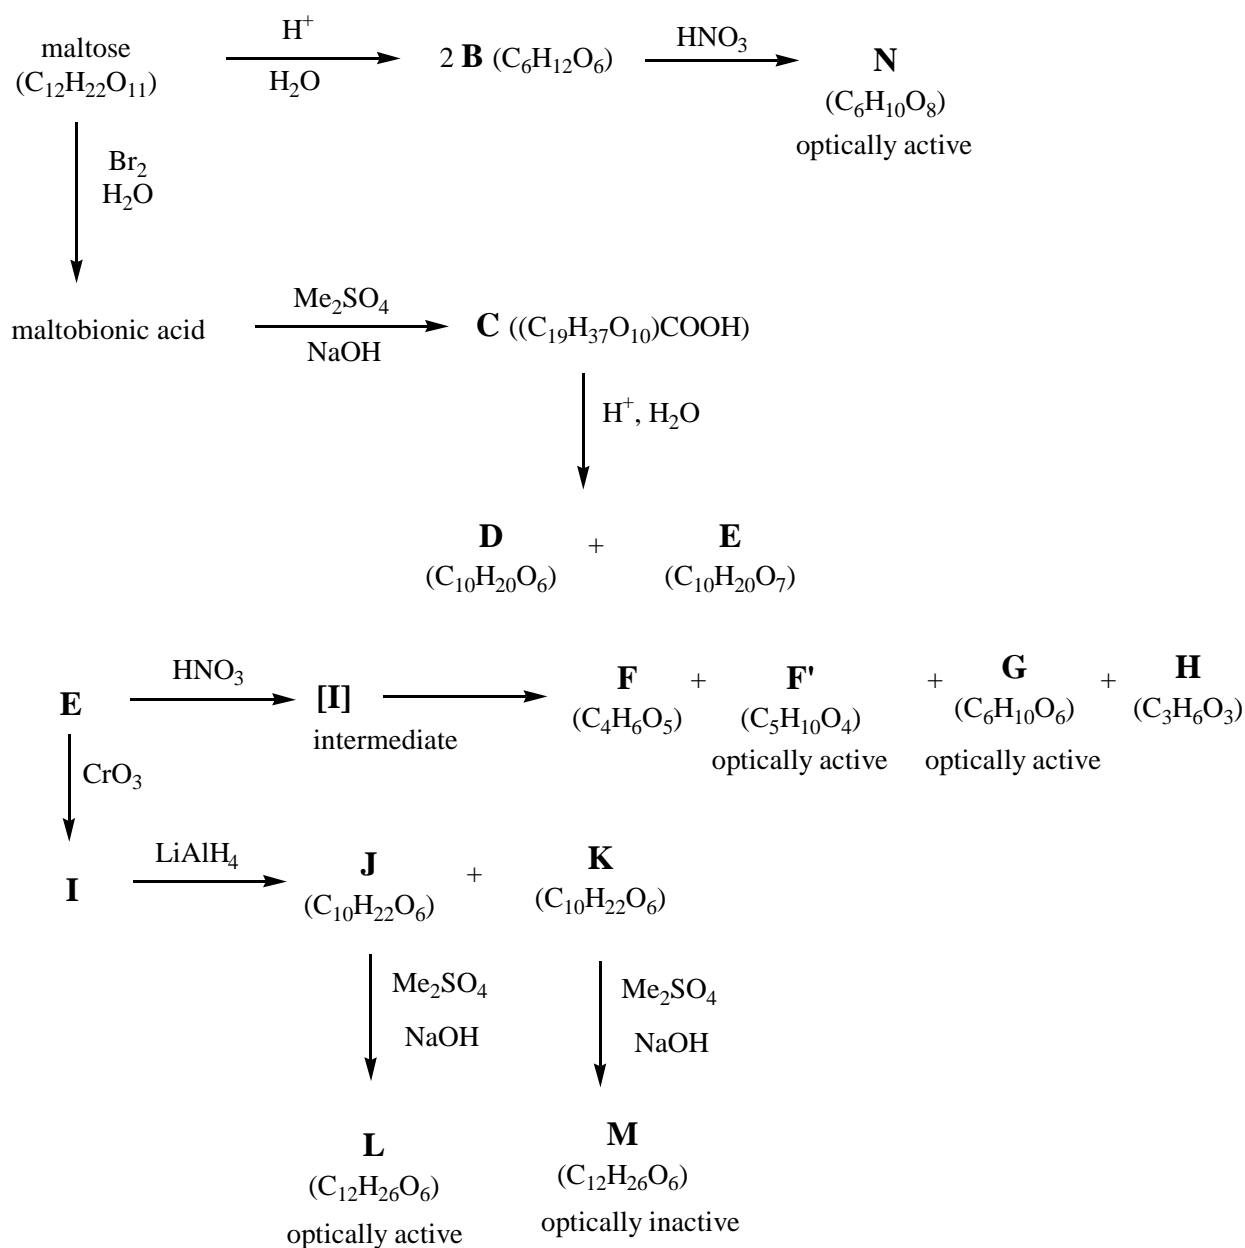 maltose
(C₁₂H₂₂O₁₁)
H⁺
H₂O
2 B (C₆H₁₂O₆)
HNO₃
N
(C₆H₁₀O₈)
optically active
Br₂
H₂O
maltobionic acid
Me₂SO₄
NaOH
C ((C₁₉H₃₇O₁₀)COOH)
H⁺, H₂O
D + E
(C₁₀H₂₀O₆) (C₁₀H₂₀O₇)
E
HNO₃
[I]
intermediate
F + F' + G + H
(C₄H₆O₅) (C₅H₁₀O₄) (C₆H₁₀O₆) (C₃H₆O₃)
optically active optically active
CrO₃
I
LiAlH₄
J + K
(C₁₀H₂₂O₆) (C₁₀H₂₂O₆)
Me₂SO₄ Me₂SO₄
NaOH NaOH
L M
(C₁₂H₂₆O₆) (C₁₂H₂₆O₆)
optically active optically inactive